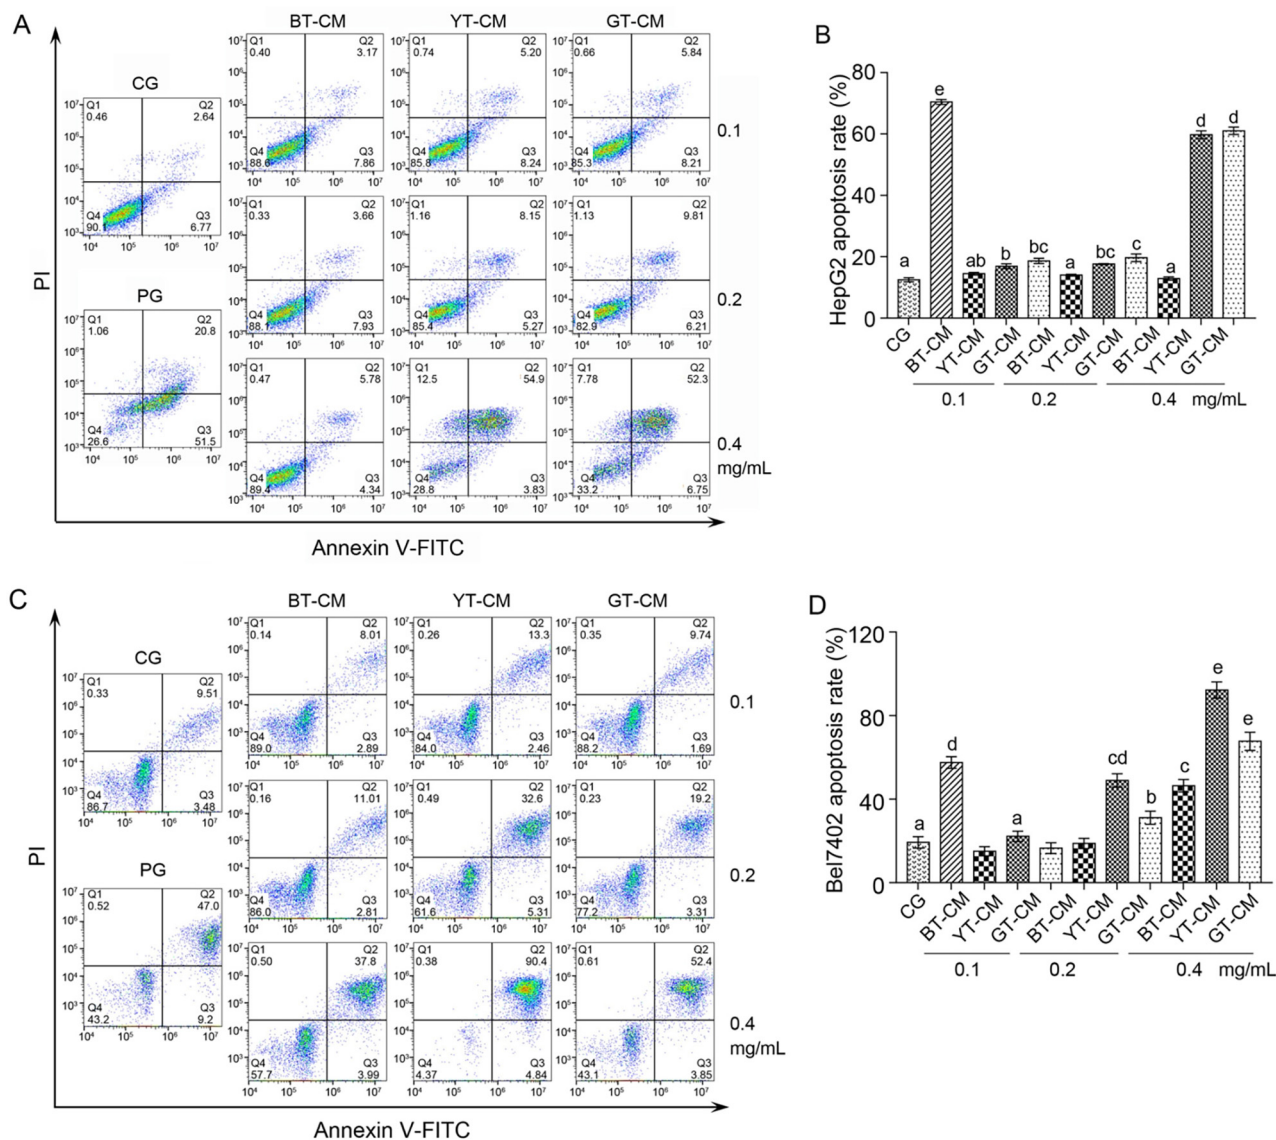 A
BT-CM YT-CM GT-CM
CG
PG
Q1 0.46 Q2 2.64
Q4 90.1 Q3 6.77
Q1 1.06 Q2 20.8
Q4 26.6 Q3 51.5
Q1 0.40 Q2 3.17
Q4 Q3 7.86
Q1 0.74 Q2 5.20
Q4 Q3 8.24
Q1 0.66 Q2 5.84
Q4 85.3 Q3 8.21
0.1
Q1 0.33 Q2 3.66
Q4 88.1 Q3 7.93
Q1 1.16 Q2 8.15
Q4 85.4 Q3 5.27
Q1 1.13 Q2 9.81
Q4 82.9 Q3 6.21
0.2
Q1 0.47 Q2 5.78
Q4 89.4 Q3 4.34
Q1 12.5 Q2 54.9
Q4 28.8 Q3 3.83
Q1 7.78 Q2 52.3
Q4 33.2 Q3 6.75
0.4
mg/mL
PI
Annexin V-FITC
B
HepG2 apoptosis rate (%)
80
60
40
20
0
a e ab b bc a bc c a d d
CG BT-CM YT-CM GT-CM BT-CM YT-CM GT-CM BT-CM YT-CM GT-CM
0.1 0.2 0.4 mg/mL
C
BT-CM YT-CM GT-CM
CG
PG
Q1 0.33 Q2 9.51
Q4 86.7 Q3 3.48
Q1 0.52 Q2 47.0
Q4 43.2 Q3 9.2
Q1 0.14 Q2 8.01
Q4 89.0 Q3 2.89
Q1 0.26 Q2 13.3
Q4 84.0 Q3 2.46
Q1 0.35 Q2 9.74
Q4 88.2 Q3 1.69
0.1
Q1 0.16 Q2 11.01
Q4 86.0 Q3 2.81
Q1 0.49 Q2 32.6
Q4 61.6 Q3 5.31
Q1 0.23 Q2 19.2
Q4 77.2 Q3 3.31
0.2
Q1 0.50 Q2 37.8
Q4 57.7 Q3 3.99
Q1 0.38 Q2 90.4
Q4 4.37 Q3 4.84
Q1 0.61 Q2 52.4
Q4 43.1 Q3 3.85
0.4
mg/mL
PI
Annexin V-FITC
D
Bel7402 apoptosis rate (%)
120
80
40
0
a d a cd b c e e
CG BT-CM YT-CM GT-CM BT-CM YT-CM GT-CM BT-CM YT-CM GT-CM
0.1 0.2 0.4 mg/mL